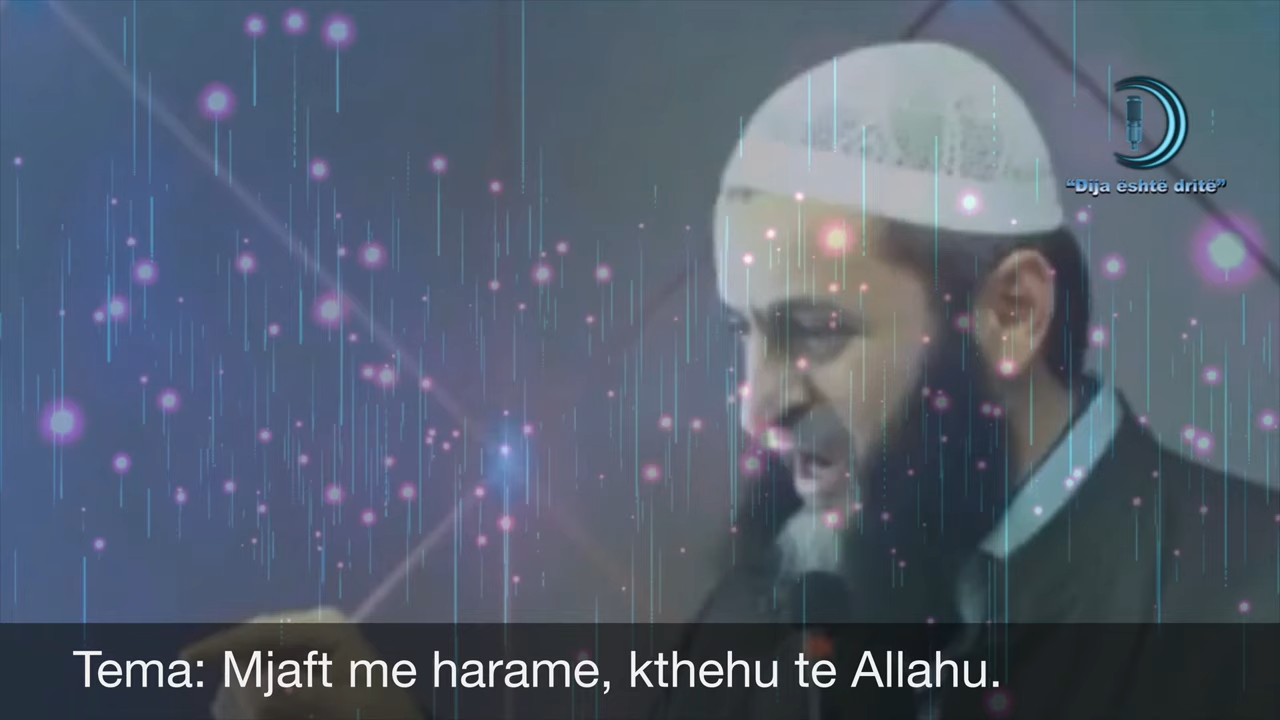 “Dija është dritë”
Tema: Mjaft me harame, kthehu te Allahu.